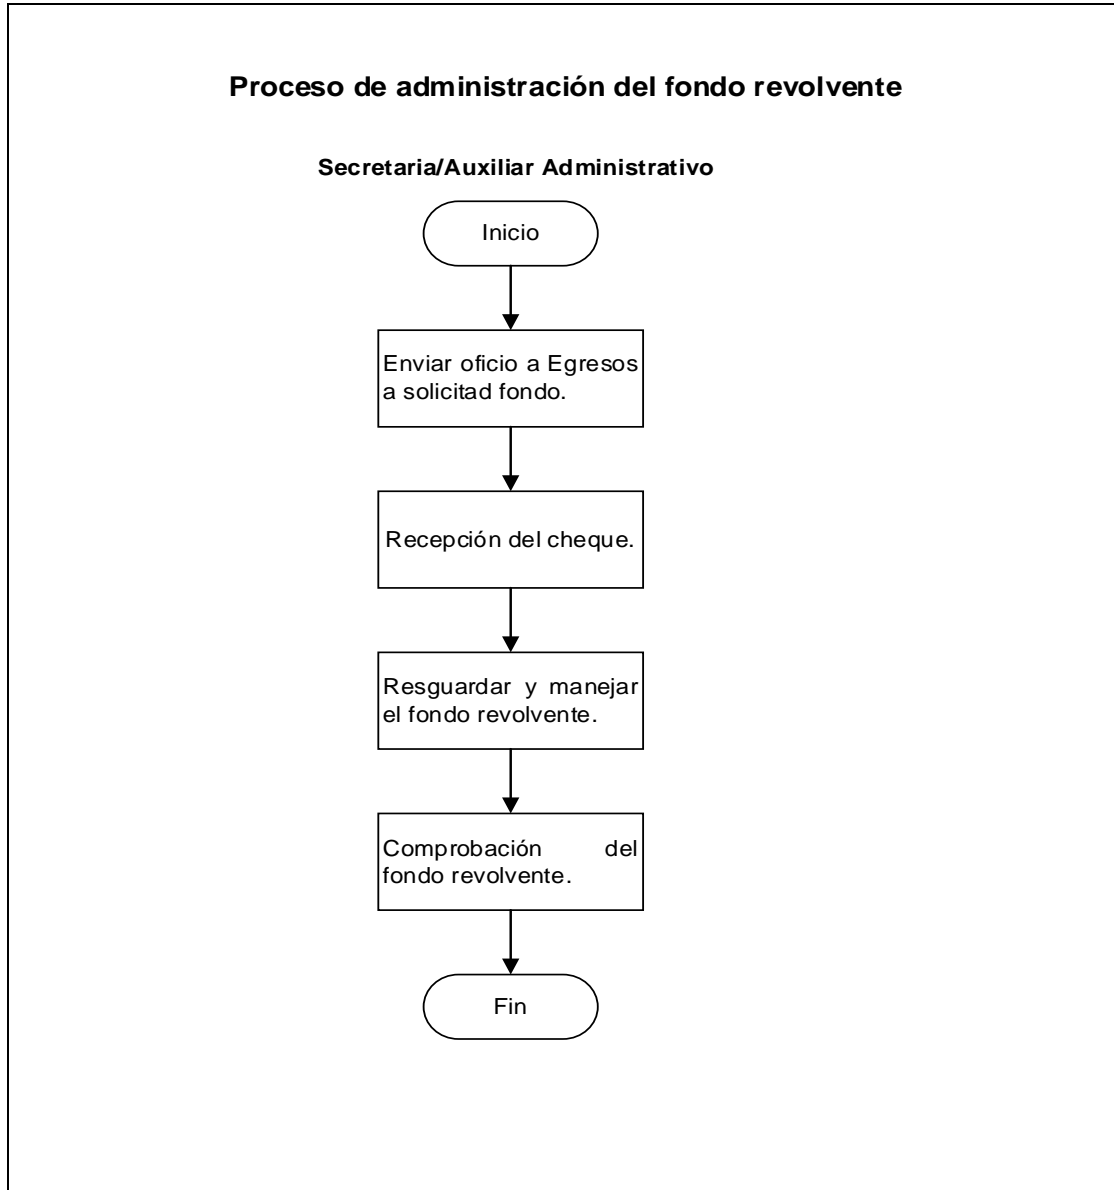 Proceso de administración del fondo revolvente
Secretaria/Auxiliar Administrativo
Inicio
Enviar oficio a Egresos
a solicitad fondo.
Recepción del cheque.
Resguardar y manejar
el fondo revolvente.
Comprobación del
fondo revolvente.
Fin